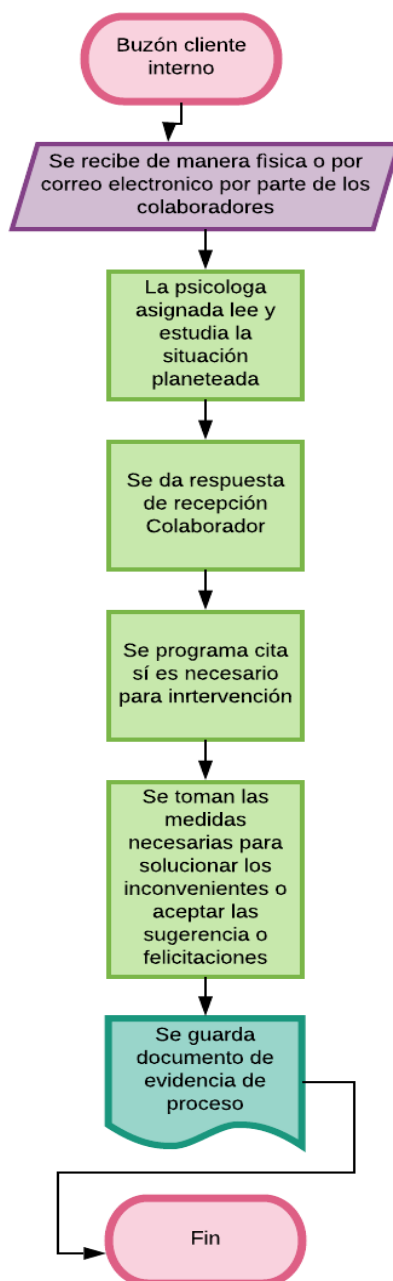 Buzón cliente
interno
Se recibe de manera fisica o por
correo electronico por parte de los
colaboradores
La psicologa
asignada lee y
estudia la
situación
planeteada
Se da respuesta
de recepción
Colaborador
Se programa cita
sí es necesario
para inrtervención
Se toman las
medidas
necesarias para
solucionar los
inconvenientes o
aceptar las
sugerencia o
felicitaciones
Se guarda
documento de
evidencia de
proceso
Fin